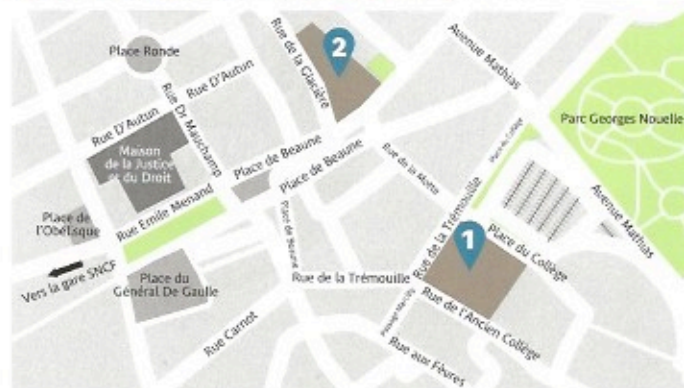 Place Ronde
Rue D'Autun
Rue D'Autun
Rue Dr Mauchamp
Rue de la Glacière
2
Avenue Mathias
Parc Georges Nouelle
Maison
de la Justice
et du Droit
Place de Beaune
Place de Beaune
Rue de la Motte
Place du Collège
Place de
l'Obélisque
Rue Emile Menand
Place de Beaune
Rue de la Trémouille
1
Place du Collège
Avenue Mathias
Vers la gare SNCF
Place du
Général De Gaulle
Rue de la Trémouille
Rue de l'Ancien Collège
Rue Carnot
Rue aux Fèvres